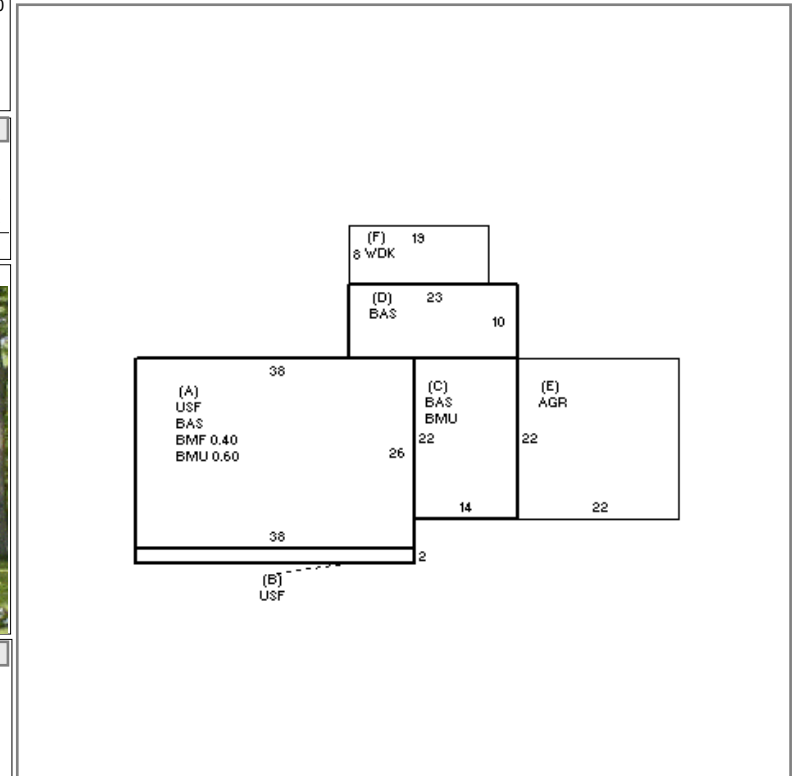 (F) 19
8 WDK
(D) 23
BAS
10
38
(A)
USF
BAS
BMF 0.40
BMU 0.60
26
(C)
BAS
BMU
22
14
(E)
AGR
22
22
38
2
(B)
USF